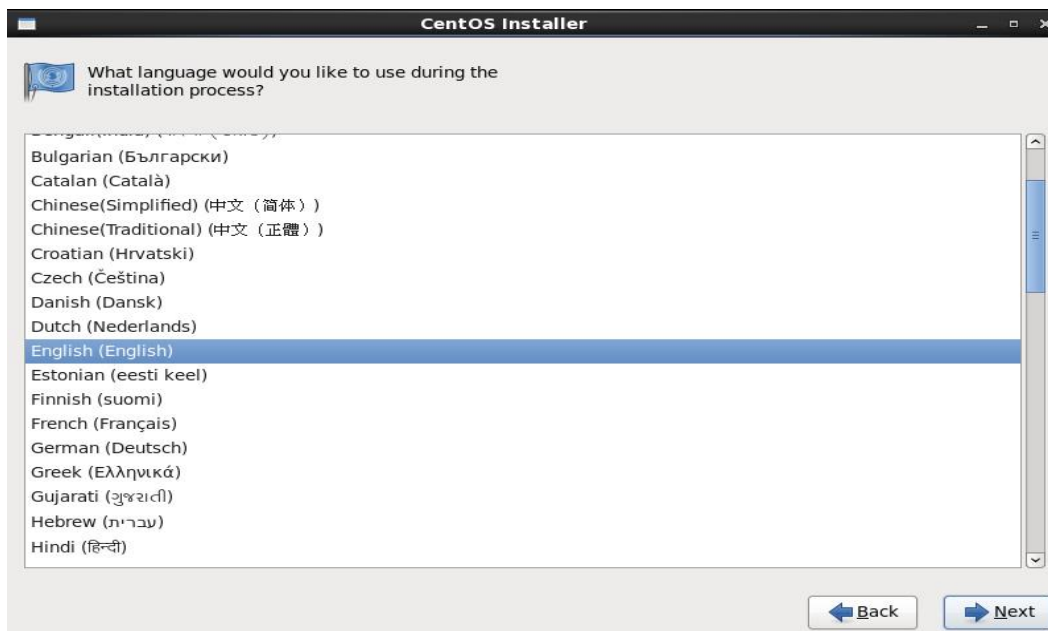 CentOS Installer
What language would you like to use during the
installation process?
Bulgarian (Български)
Catalan (Català)
Chinese(Simplified) (中文（简体）)
Chinese(Traditional) (中文（正體）)
Croatian (Hrvatski)
Czech (Čeština)
Danish (Dansk)
Dutch (Nederlands)
English (English)
Estonian (eesti keel)
Finnish (suomi)
French (Français)
German (Deutsch)
Greek (Ελληνικά)
Gujarati (ગુજરાતી)
Hebrew (עברית)
Hindi (हिन्दी)
Back
Next